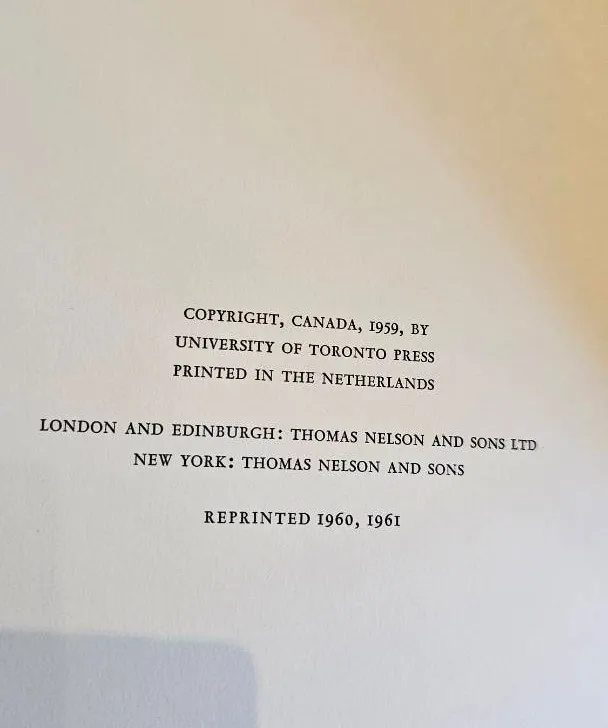 COPYRIGHT, CANADA, 1959, BY
UNIVERSITY OF TORONTO PRESS
PRINTED IN THE NETHERLANDS
LONDON AND EDINBURGH: THOMAS NELSON AND SONS LTD
NEW YORK: THOMAS NELSON AND SONS
REPRINTED 1960, 1961